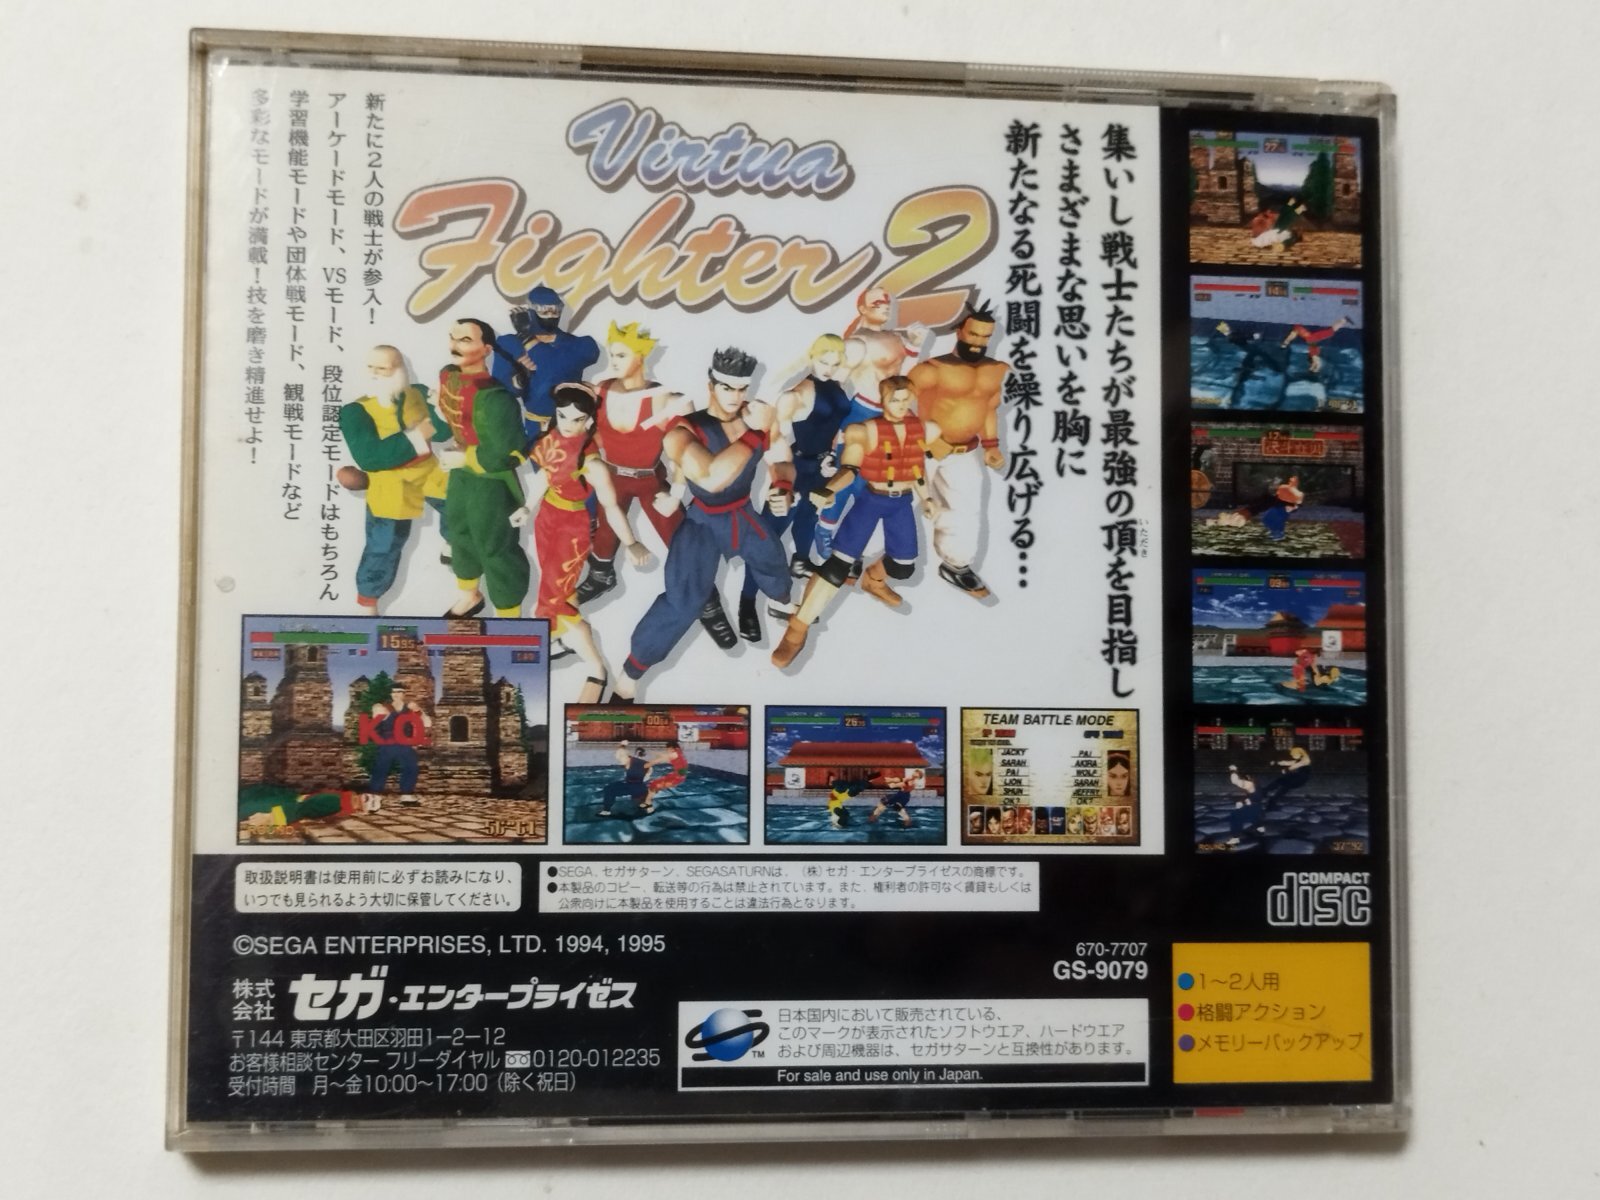 Virtua
Fighter 2
集いし戦士たちが最強の頂を目指し
いただき
さまざまな思いを胸に
新たなる死闘を繰り広げる…
新たに2人の戦士が参入!
アーケードモード、VSモード、段位認定モードはもちろん
学習機能モードや団体戦モード、観戦モードなど
多彩なモードが満載!技を磨き精進せよ!
K.O.
ROUND
TEAM BATTLE MODE
JACKY
SARAH
PAI
LION
SHUN
OK?
PAI
AKIRA
WOLF
SARAH
JEFFRY
OK?
取扱説明書は使用前に必ずお読みになり、
いつでも見られるよう大切に保管してください。
●SEGA、セガサターン、SEGASATURNは、(株)セガ・エンタープライゼスの商標です。
●本製品のコピー、転送等の行為は禁止されています。また、権利者の許可なく賃貸もしくは
公衆向けに本製品を使用することは違法行為となります。
©SEGA ENTERPRISES, LTD. 1994, 1995
株式会社 セガ・エンタープライゼス
〒144 東京都大田区羽田1-2-12
お客様相談センター フリーダイヤル 0120-012235
受付時間 月~金10:00~17:00(除く祝日)
670-7707
GS-9079
日本国内において販売されている、
このマークが表示されたソフトウエア、ハードウエア
および周辺機器は、セガサターンと互換性があります。
TM
For sale and use only in Japan.
COMPACT
disc
●1~2人用
●格闘アクション
●メモリーバックアップ